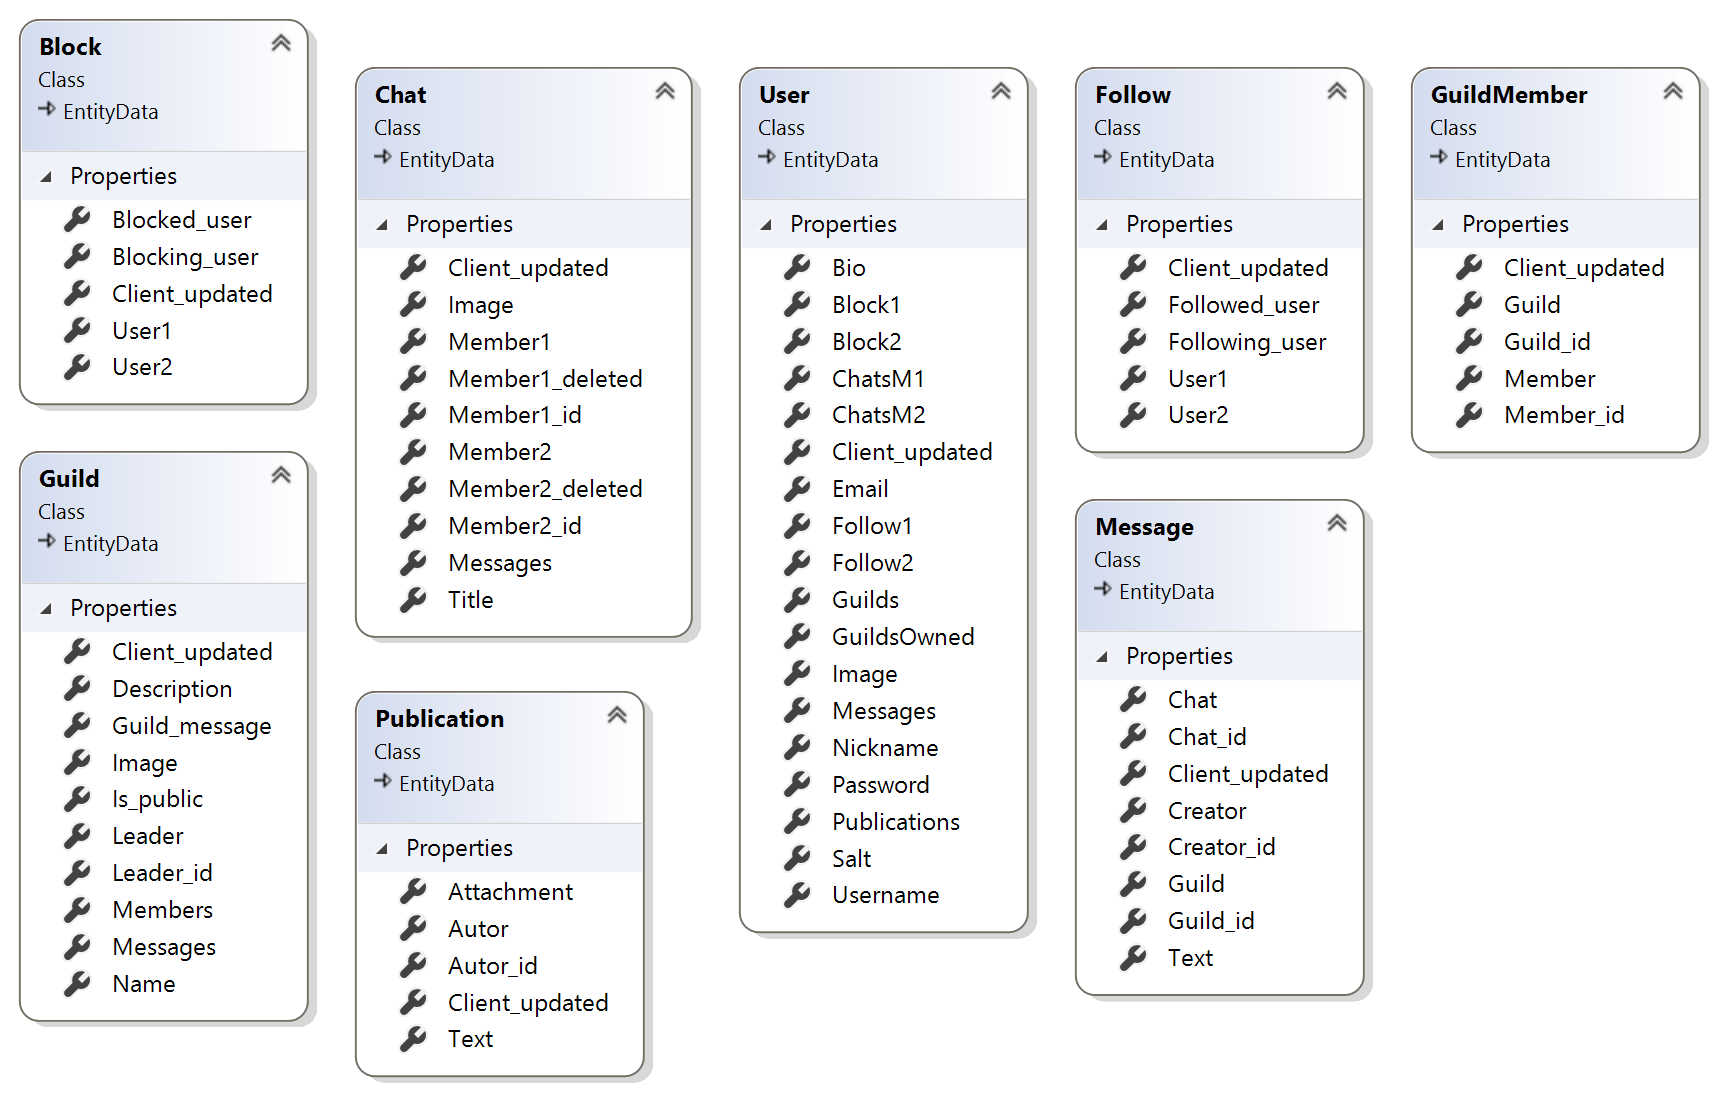 Block
Class
EntityData
Properties
Blocked_user
Blocking_user
Client_updated
User1
User2
Guild
Class
EntityData
Properties
Client_updated
Description
Guild_message
Image
Is_public
Leader
Leader_id
Members
Messages
Name
Chat
Class
EntityData
Properties
Client_updated
Image
Member1
Member1_deleted
Member1_id
Member2
Member2_deleted
Member2_id
Messages
Title
Publication
Class
EntityData
Properties
Attachment
Autor
Autor_id
Client_updated
Text
User
Class
EntityData
Properties
Bio
Block1
Block2
ChatsM1
ChatsM2
Client_updated
Email
Follow1
Follow2
Guilds
GuildsOwned
Image
Messages
Nickname
Password
Publications
Salt
Username
Follow
Class
EntityData
Properties
Client_updated
Followed_user
Following_user
User1
User2
Message
Class
EntityData
Properties
Chat
Chat_id
Client_updated
Creator
Creator_id
Guild
Guild_id
Text
GuildMember
Class
EntityData
Properties
Client_updated
Guild
Guild_id
Member
Member_id